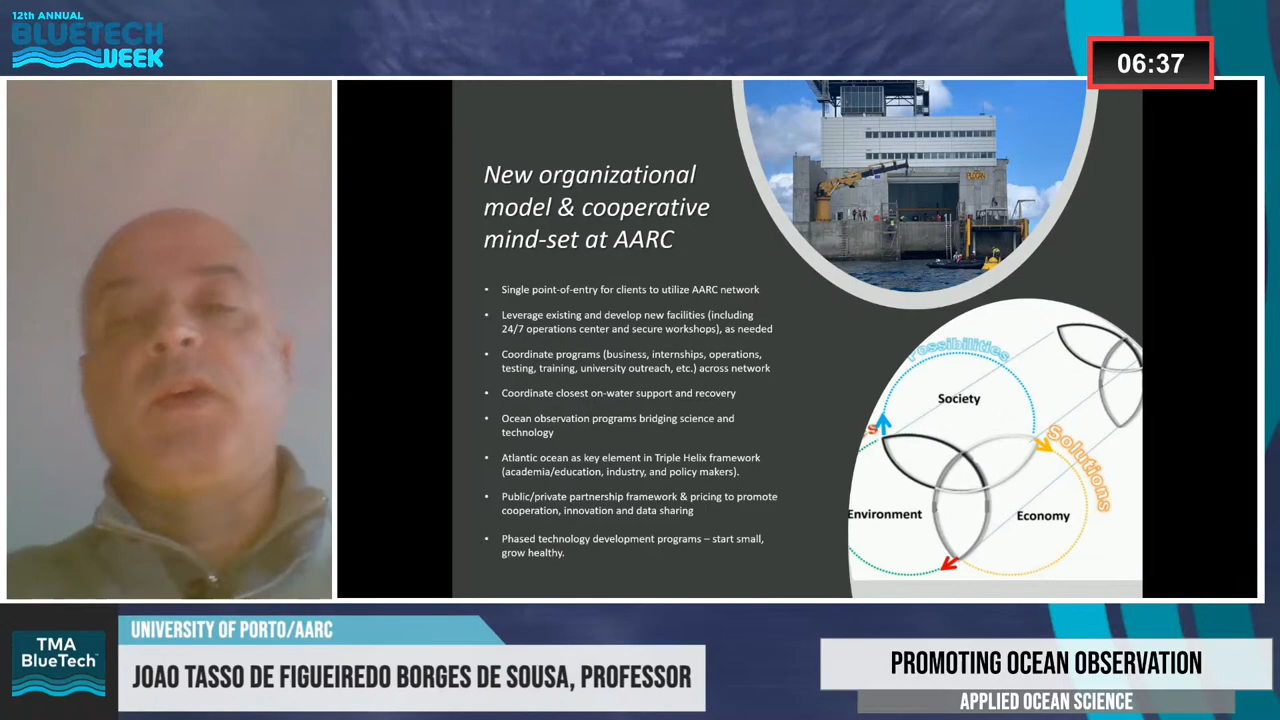 12th ANNUAL
BLUETECH
WEEK
06:37
New organizational
model & cooperative
mind-set at AARC
• Single point-of-entry for clients to utilize AARC network
• Leverage existing and develop new facilities (including
24/7 operations center and secure workshops), as needed
• Coordinate programs (business, internships, operations,
testing, training, university outreach, etc.) across network
• Coordinate closest on-water support and recovery
• Ocean observation programs bridging science and
technology
• Atlantic ocean as key element in Triple Helix framework
(academia/education, industry, and policy makers).
• Public/private partnership framework & pricing to promote
cooperation, innovation and data sharing
• Phased technology development programs – start small,
grow healthy.
Possibilities
Society
Solutions
Environment
Economy
TMA
BlueTech™
UNIVERSITY OF PORTO/AARC
JOAO TASSO DE FIGUEIREDO BORGES DE SOUSA, PROFESSOR
PROMOTING OCEAN OBSERVATION
APPLIED OCEAN SCIENCE